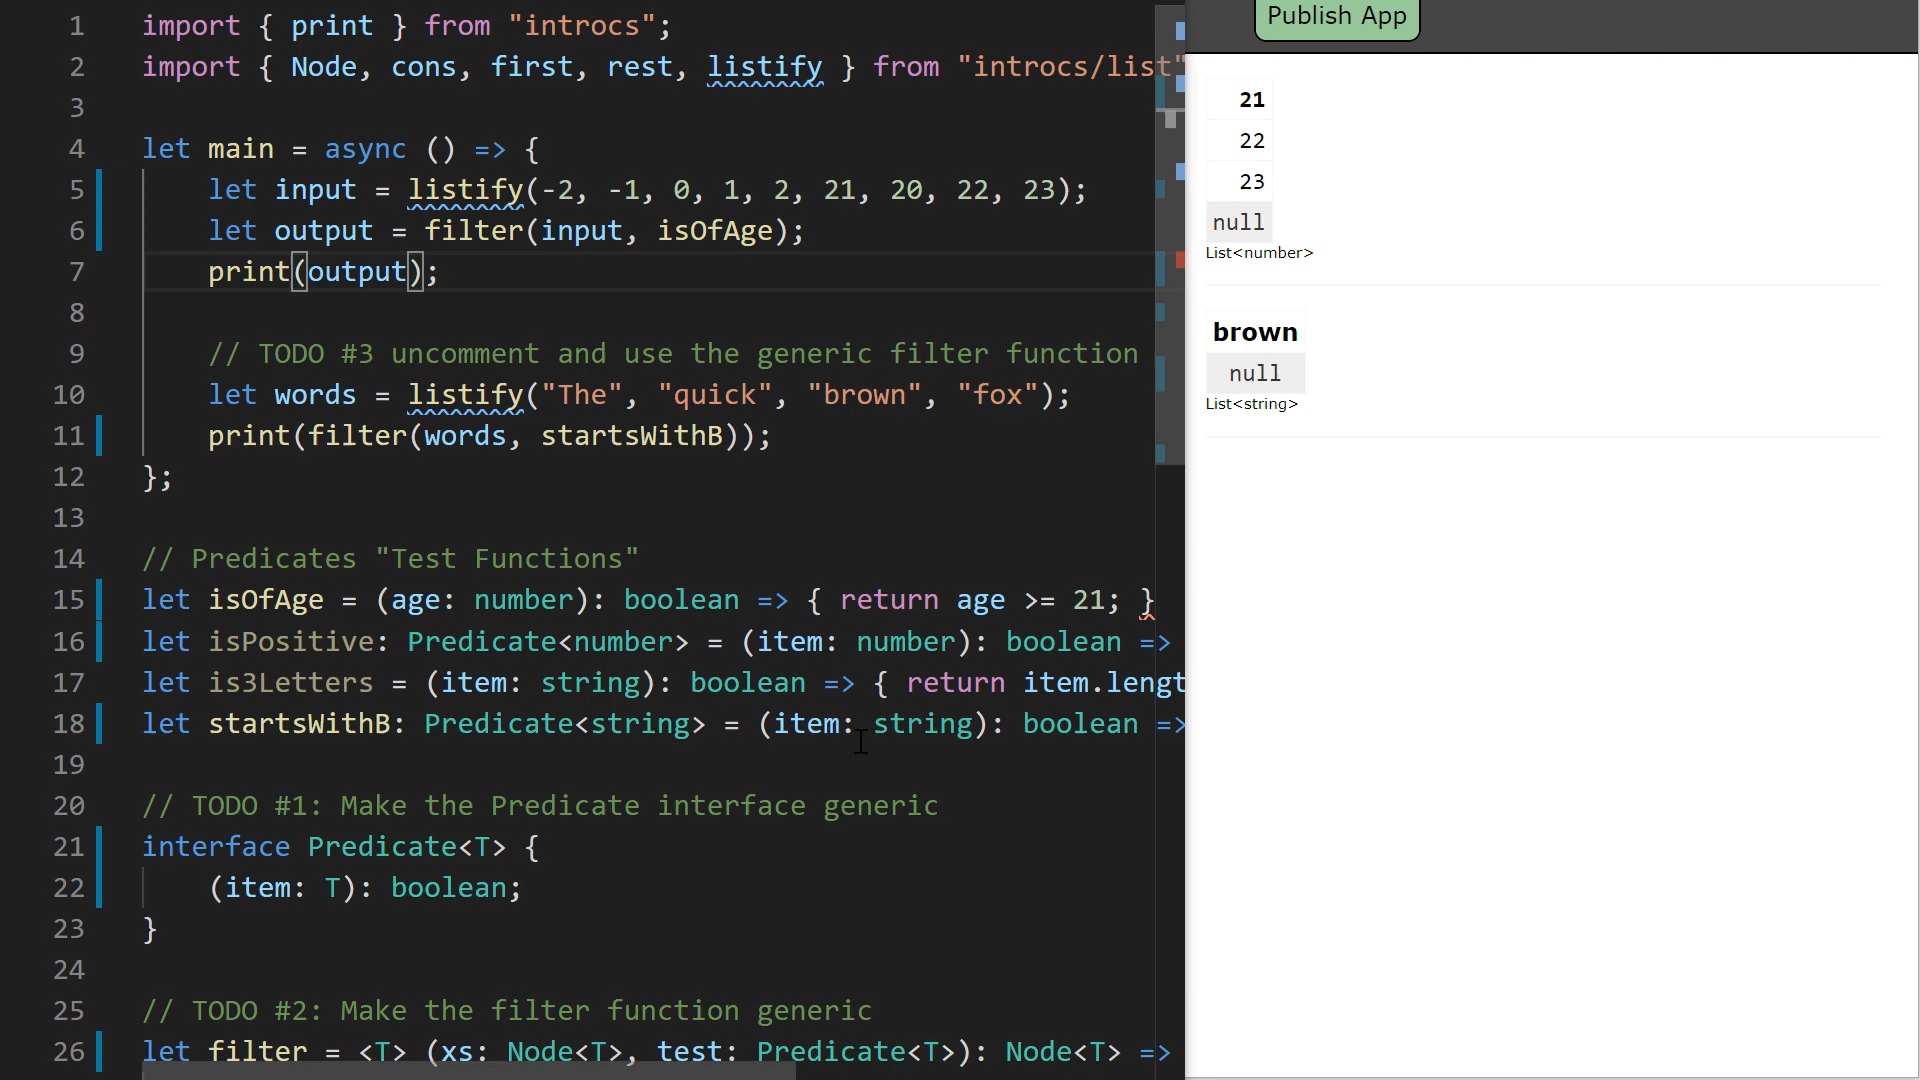 1 import { print } from "introcs";
2 import { Node, cons, first, rest, listify } from "introcs/list"
3
4 let main = async () => {
5 let input = listify(-2, -1, 0, 1, 2, 21, 20, 22, 23);
6 let output = filter(input, isOfAge);
7 print(output);
8
9 // TODO #3 uncomment and use the generic filter function
10 let words = listify("The", "quick", "brown", "fox");
11 print(filter(words, startsWithB));
12 };
13
14 // Predicates "Test Functions"
15 let isOfAge = (age: number): boolean => { return age >= 21; }
16 let isPositive: Predicate<number> = (item: number): boolean =>
17 let is3Letters = (item: string): boolean => { return item.lengt
18 let startsWithB: Predicate<string> = (item: string): boolean =>
19
20 // TODO #1: Make the Predicate interface generic
21 interface Predicate<T> {
22 (item: T): boolean;
23 }
24
25 // TODO #2: Make the filter function generic
26 let filter = <T> (xs: Node<T>, test: Predicate<T>): Node<T> =>
Publish App
21
22
23
null
List<number>
brown
null
List<string>